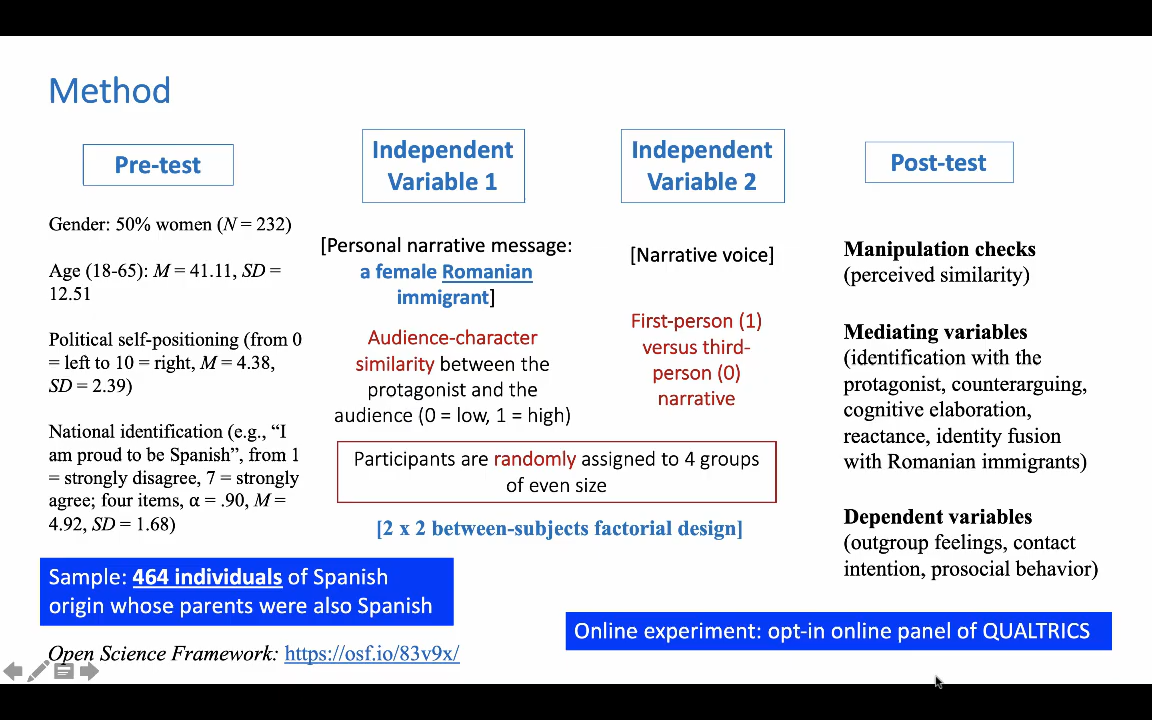 Method
Pre-test
Gender: 50% women (N = 232)
Age (18-65): M = 41.11, SD =
12.51
Political self-positioning (from 0
= left to 10 = right, M = 4.38,
SD = 2.39)
National identification (e.g., “I
am proud to be Spanish”, from 1
= strongly disagree, 7 = strongly
agree; four items, α = .90, M =
4.92, SD = 1.68)
Independent
Variable 1
[Personal narrative message:
a female Romanian
immigrant]
Audience-character
similarity between the
protagonist and the
audience (0 = low, 1 = high)
Independent
Variable 2
[Narrative voice]
First-person (1)
versus third-
person (0)
narrative
Participants are randomly assigned to 4 groups
of even size
[2 x 2 between-subjects factorial design]
Post-test
Manipulation checks
(perceived similarity)
Mediating variables
(identification with the
protagonist, counterarguing,
cognitive elaboration,
reactance, identity fusion
with Romanian immigrants)
Dependent variables
(outgroup feelings, contact
intention, prosocial behavior)
Sample: 464 individuals of Spanish
origin whose parents were also Spanish
Online experiment: opt-in online panel of QUALTRICS
Open Science Framework: https://osf.io/83v9x/